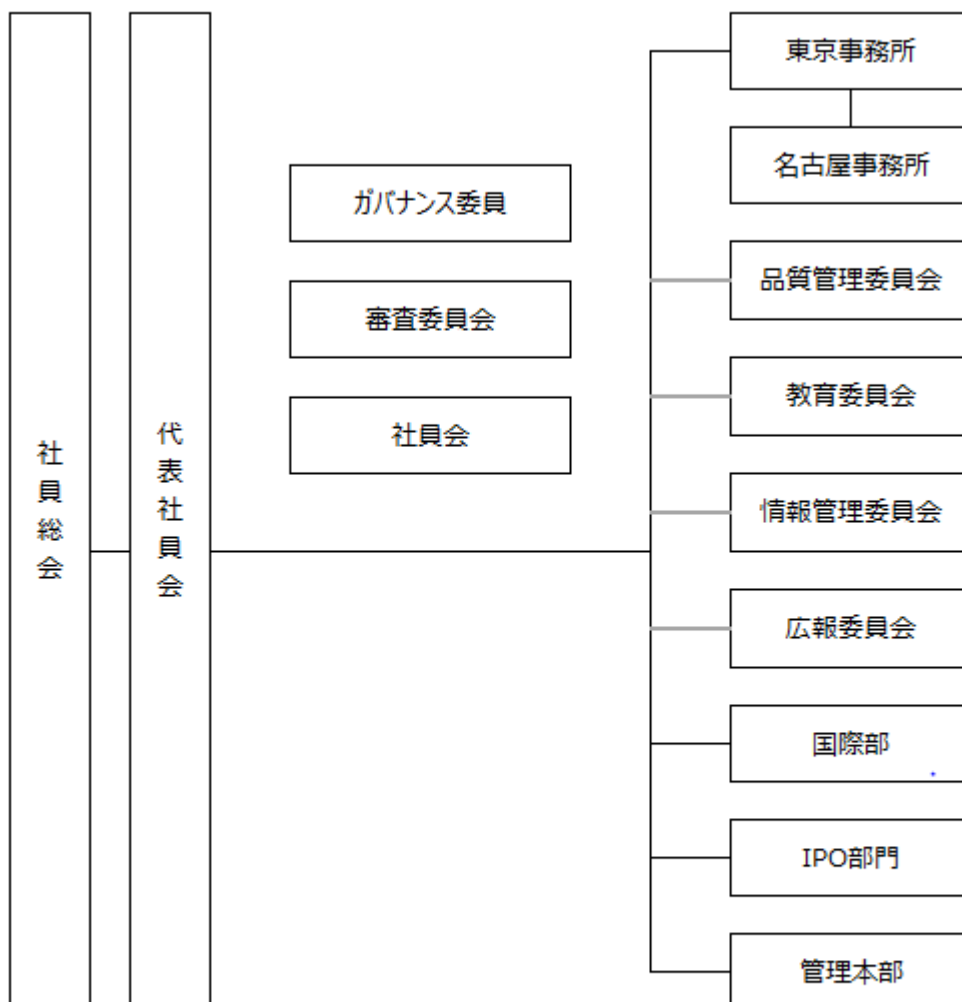 社員総会
代表社員会
ガバナンス委員
審査委員会
社員会
東京事務所
名古屋事務所
品質管理委員会
教育委員会
情報管理委員会
広報委員会
国際部
IPO部門
管理本部